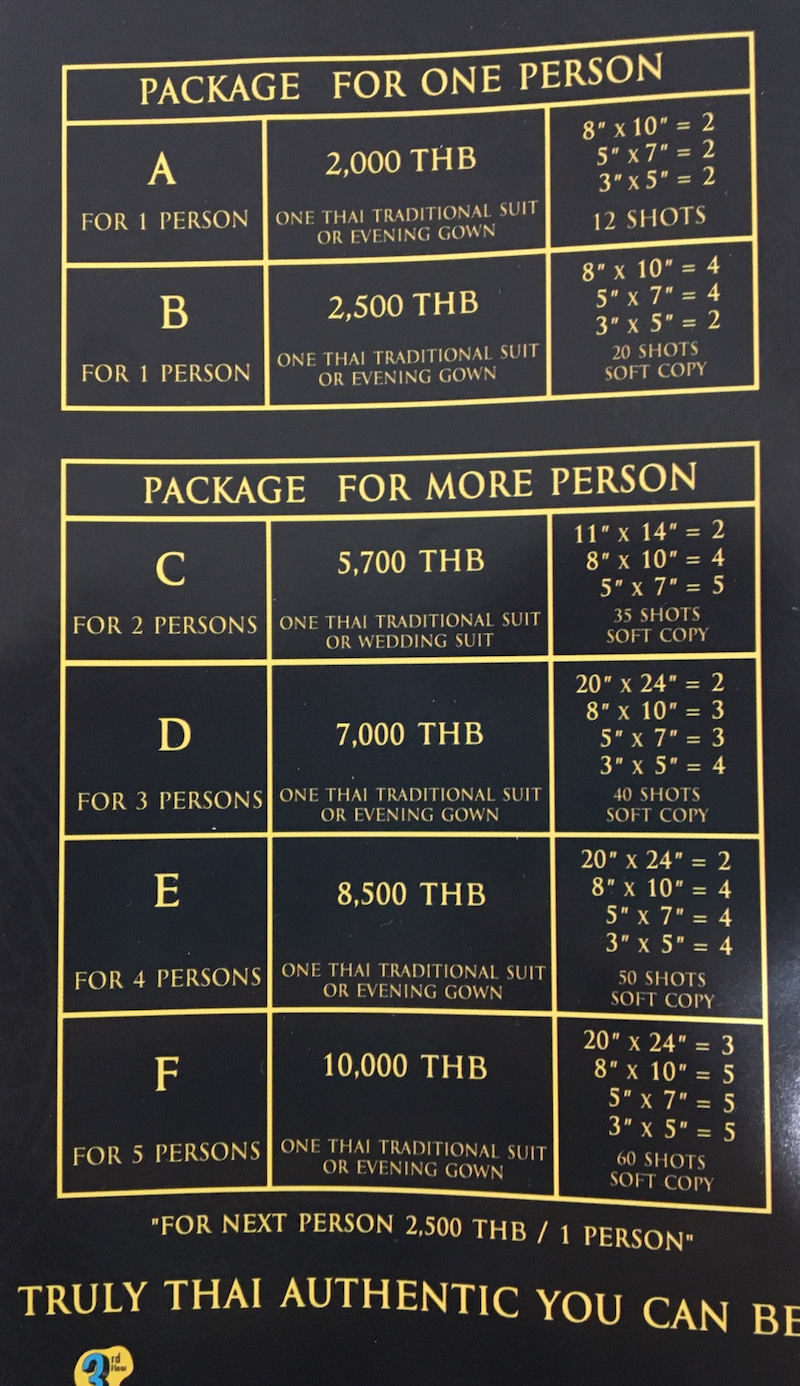 PACKAGE FOR ONE PERSON
A
FOR 1 PERSON
2,000 THB
ONE THAI TRADITIONAL SUIT
OR EVENING GOWN
8" x 10" = 2
5" x 7" = 2
3" x 5" = 2
12 SHOTS
B
FOR 1 PERSON
2,500 THB
ONE THAI TRADITIONAL SUIT
OR EVENING GOWN
8" x 10" = 4
5" x 7" = 4
3" x 5" = 2
20 SHOTS
SOFT COPY
PACKAGE FOR MORE PERSON
C
FOR 2 PERSONS
5,700 THB
ONE THAI TRADITIONAL SUIT
OR WEDDING SUIT
11" x 14" = 2
8" x 10" = 4
5" x 7" = 5
35 SHOTS
SOFT COPY
D
FOR 3 PERSONS
7,000 THB
ONE THAI TRADITIONAL SUIT
OR EVENING GOWN
20" x 24" = 2
8" x 10" = 3
5" x 7" = 3
3" x 5" = 4
40 SHOTS
SOFT COPY
E
FOR 4 PERSONS
8,500 THB
ONE THAI TRADITIONAL SUIT
OR EVENING GOWN
20" x 24" = 2
8" x 10" = 4
5" x 7" = 4
3" x 5" = 4
50 SHOTS
SOFT COPY
F
FOR 5 PERSONS
10,000 THB
ONE THAI TRADITIONAL SUIT
OR EVENING GOWN
20" x 24" = 3
8" x 10" = 5
5" x 7" = 5
3" x 5" = 5
60 SHOTS
SOFT COPY
"FOR NEXT PERSON 2,500 THB / 1 PERSON"
TRULY THAI AUTHENTIC YOU CAN BE
3rd Floor